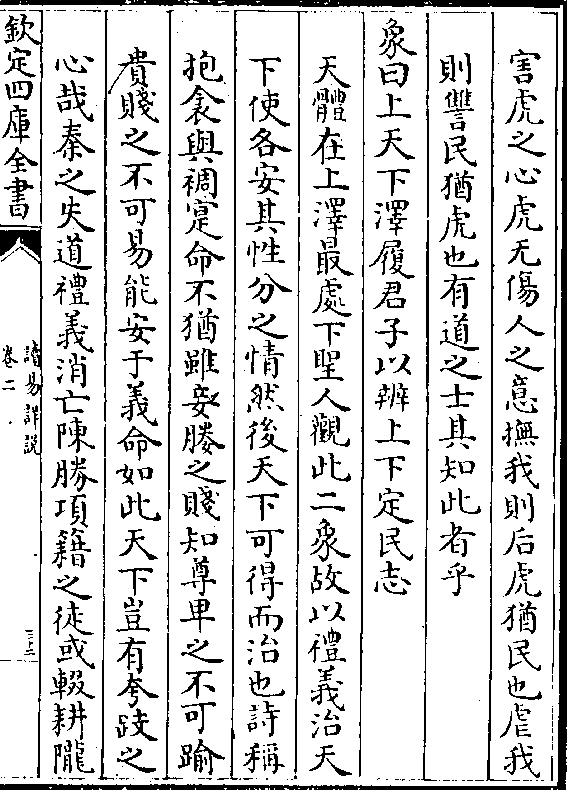 害虎之心虎无傷人之意撫我則后虎猶民也虐我
則讐民猶虎也有道之士其知此者乎
象曰上天下澤履君子以辨上下定民志
天體在上澤最處下聖人觀此二象故以禮義治天
下使各安其性分之情然後天下可得而治也詩稱
抱衾與裯寔命不猶雖妾媵之賤知尊卑之不可踰
貴賤之不可易能安于義命如此天下豈有夸跂之
心哉秦之失道禮義消亡陳勝項籍之徒或輟耕隴
欽定四庫全書
讀易詳説
卷二